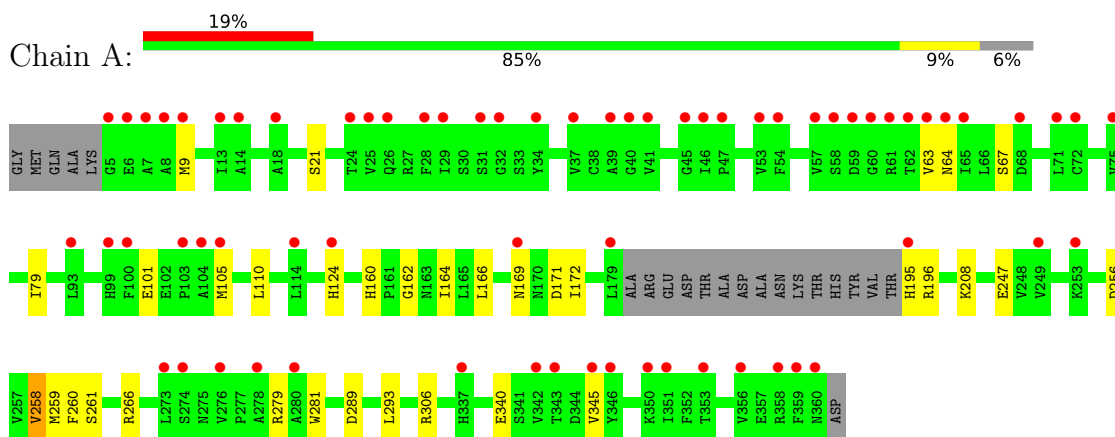 19%
Chain A:
85% 9% 6%
GLY MET GLN ALA LYS G5 E6 A7 A8 M9 I13 A14 A18 S21 T24 V25 Q26 R27 F28 I29 S30 S31 G32 S33 Y34 V37 C38 A39 G40 V41 G45 I46 P47 V53 F54 V57 S58 D59 G60 R61 T62 V63 N64 I65 L66 S67 D68 L71 C72 V75
I79 L93 H99 F100 E101 E102 P103 A104 M105 L110 L114 H124 H160 P161 G162 N163 I164 L165 L166 N169 N170 D171 I172 L179 ALA ARG GLU ASP THR ALA ASP ALA ASN LYS THR HIS TYR VAL THR H195 R196 K208 E247 V248 V249 K253 D256
V257 V258 M259 F260 S261 R266 L273 S274 N275 V276 P277 A278 R279 A280 W281 D289 L293 R306 H337 E340 S341 V342 T343 D344 V345 Y346 K350 I351 F352 T353 V356 E357 R358 F359 N360 ASP